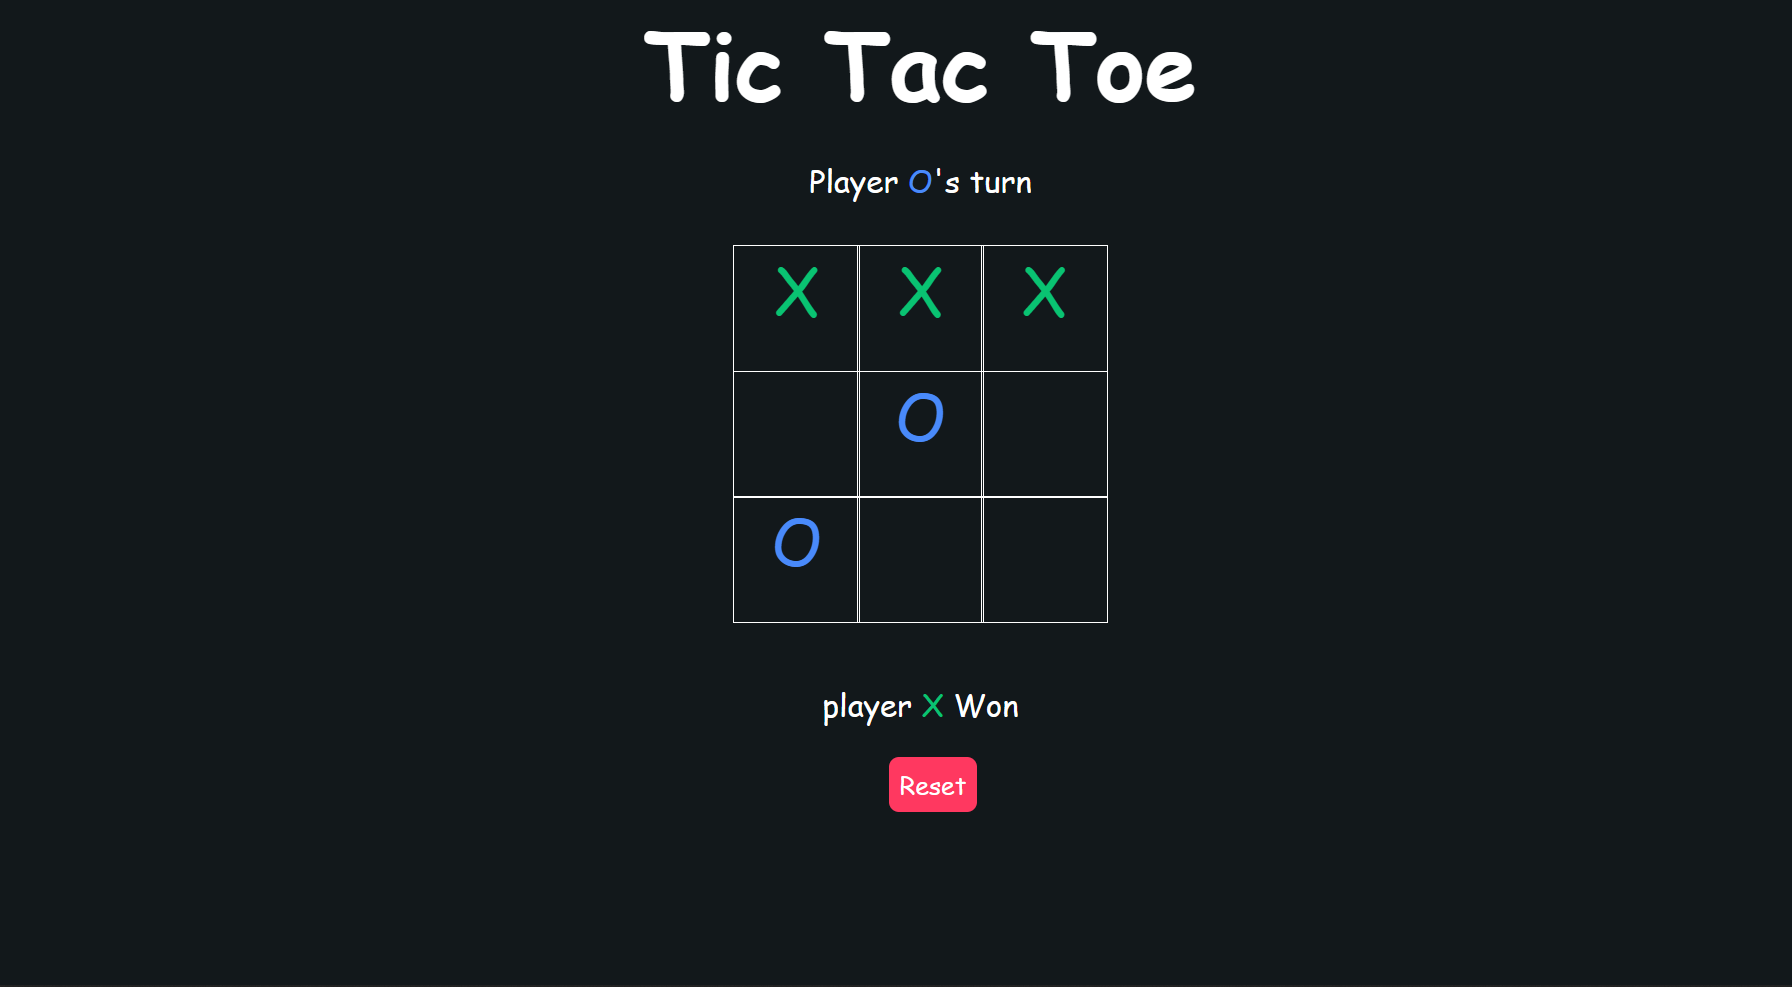 Tic Tac Toe
Player O's turn
X X X
O
O
player X Won
Reset